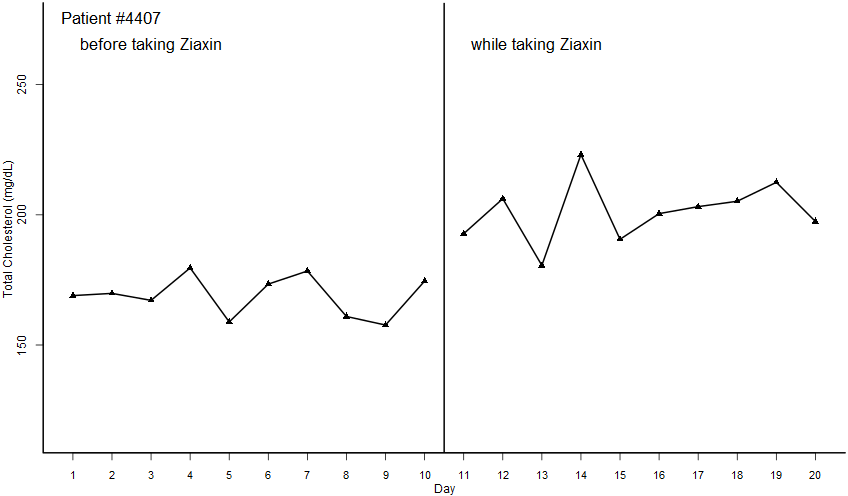 Patient #4407
before taking Ziaxin
while taking Ziaxin
Total Cholesterol (mg/dL)
250
200
150
1 2 3 4 5 6 7 8 9 10 11 12 13 14 15 16 17 18 19 20
Day